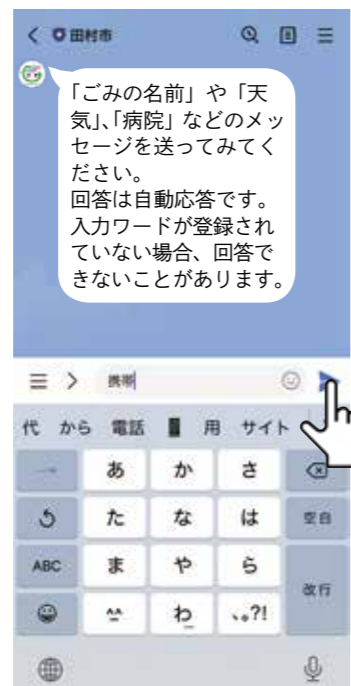 田村市
「ごみの名前」や「天
気」、「病院」などのメッ
セージを送ってみてく
ださい。
回答は自動応答です。
入力ワードが登録され
ていない場合、回答で
きないことがあります。
携帯
代 から 電話 用 サイト
あ か さ
た な は 空白
ABC ま や ら
改行
^^ わ 、。?!